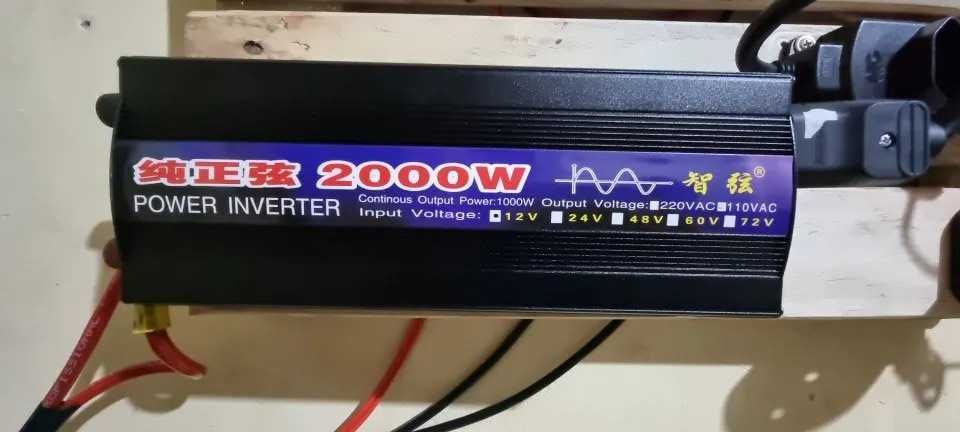 纯正弦 2000W
智弦®
POWER INVERTER
Continous Output Power:1000W Output Voltage: 220VAC 110VAC
Input Voltage: 12V 24V 48V 60V 72V